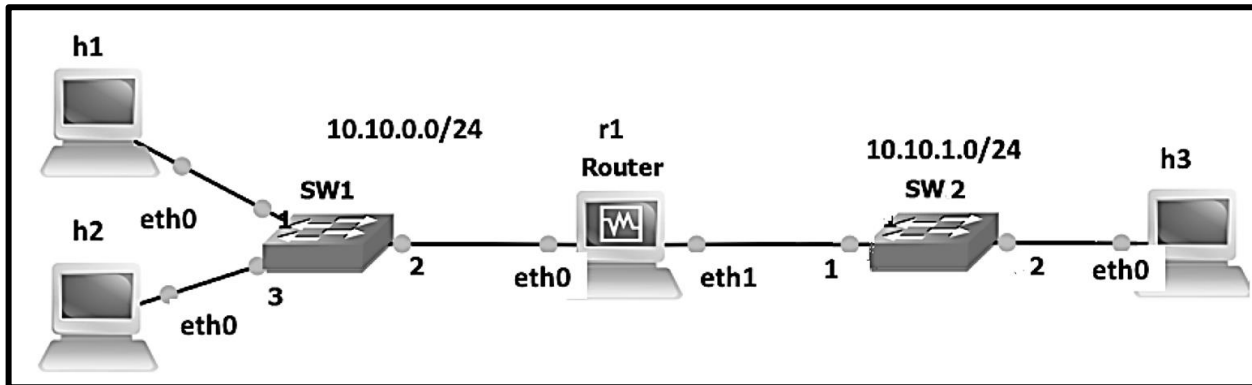 h1
10.10.0.0/24
r1
Router
10.10.1.0/24
h3
SW1
SW 2
eth0
1
h2
2
eth0
eth1
1
2
eth0
3
eth0